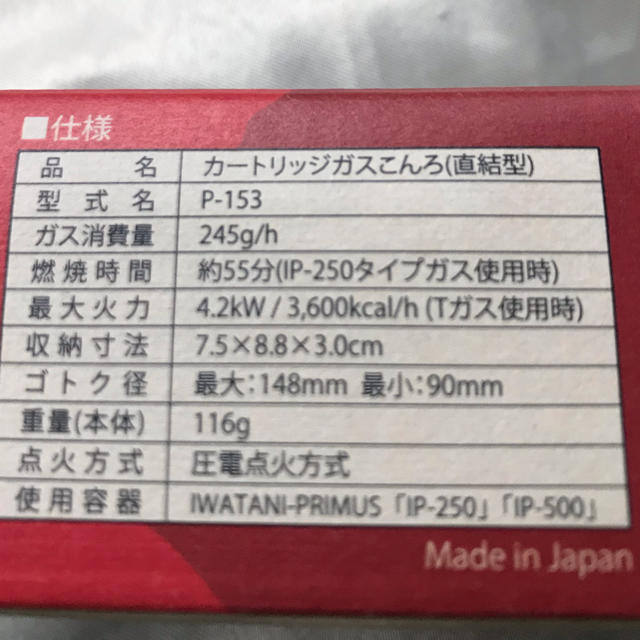 ■仕様
品名 カートリッジガスこんろ(直結型)
型式名 P-153
ガス消費量 245g/h
燃焼時間 約55分(IP-250タイプガス使用時)
最大火力 4.2kW / 3,600kcal/h (Tガス使用時)
収納寸法 7.5×8.8×3.0cm
ゴトク径 最大:148mm 最小:90mm
重量(本体) 116g
点火方式 圧電点火方式
使用容器 IWATANI-PRIMUS「IP-250」「IP-500」
Made in Japan